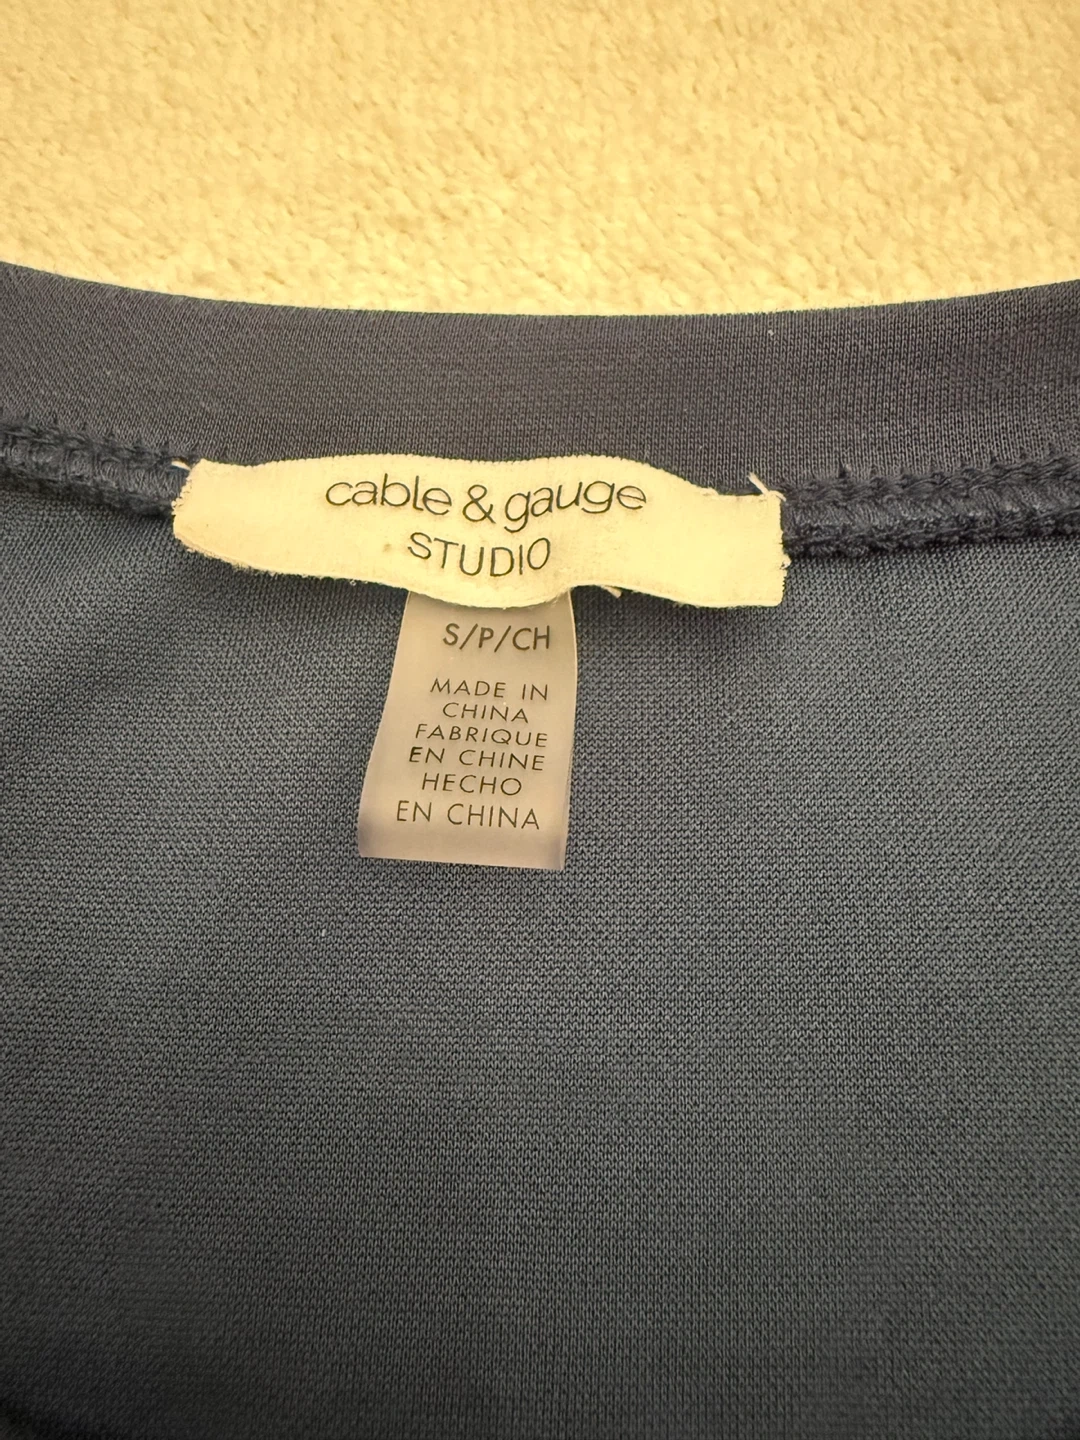 cable & gauge
STUDIO
S/P/CH
MADE IN
CHINA
FABRIQUE
EN CHINE
HECHO
EN CHINA